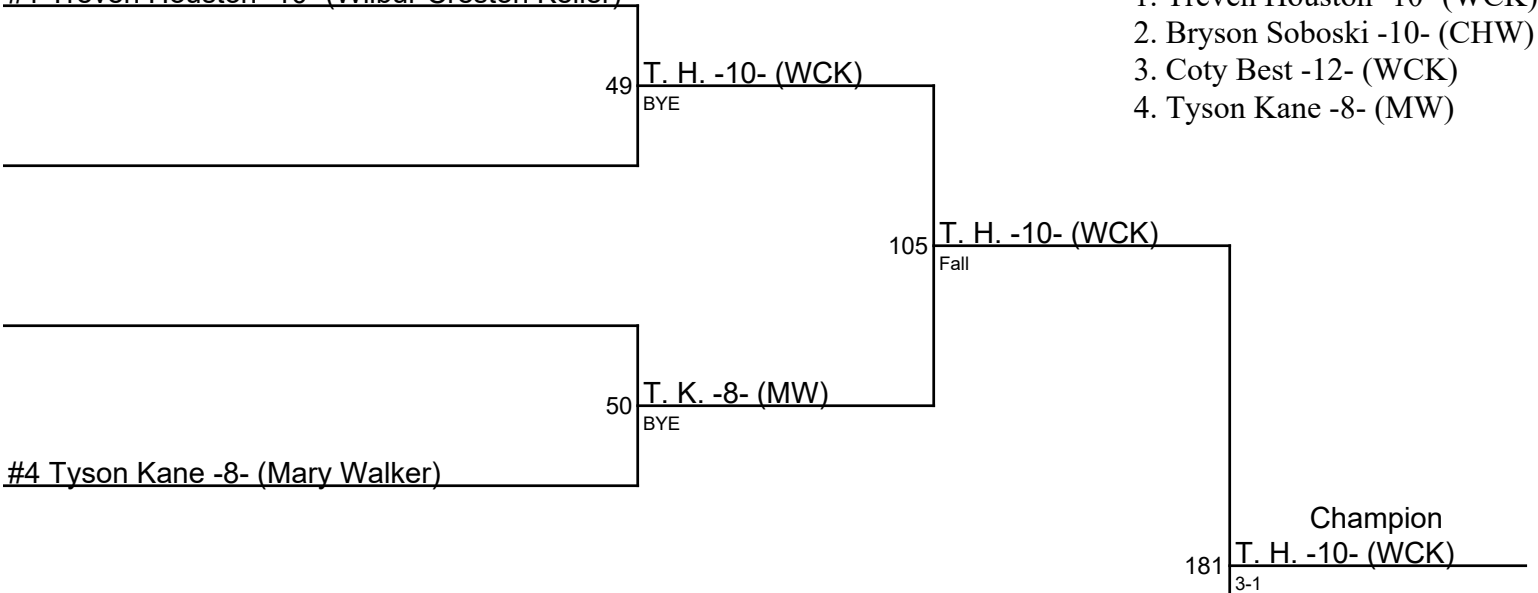 #1 Treven Houston -10- (Wilbur-Creston Keller)
1. Treven Houston -10- (WCK)
2. Bryson Soboski -10- (CHW)
49 T. H. -10- (WCK)
BYE
3. Coty Best -12- (WCK)
4. Tyson Kane -8- (MW)
105 T. H. -10- (WCK)
Fall
50 T. K. -8- (MW)
BYE
#4 Tyson Kane -8- (Mary Walker)
Champion
181 T. H. -10- (WCK)
3-1